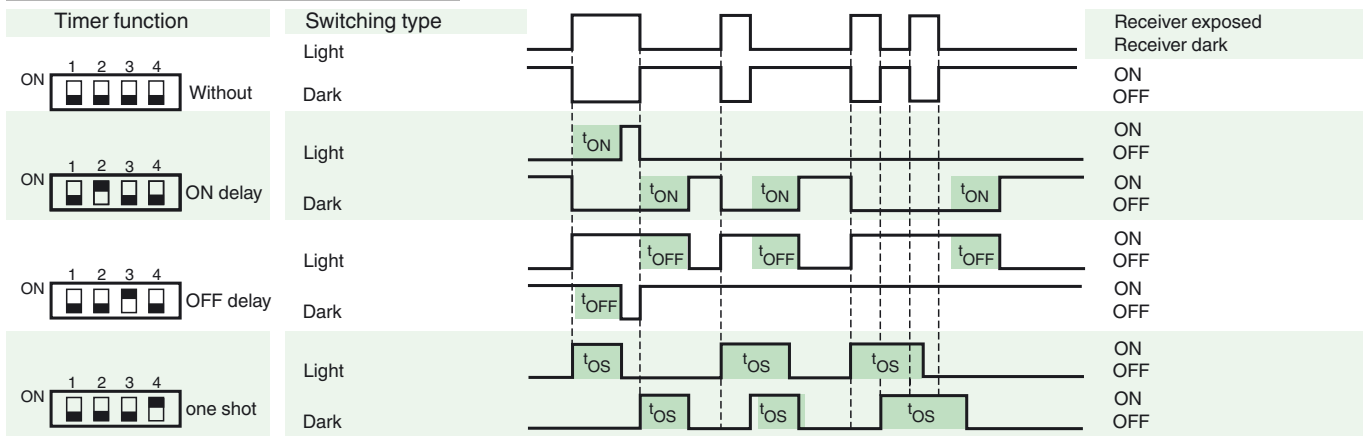 Timer function Switching type Receiver exposed
Light Receiver dark
1 2 3 4
ON Without Dark ON
OFF
Light tON ON
OFF
1 2 3 4
ON ON delay Dark tON tON tON ON
OFF
Light tOFF tOFF tOFF ON
OFF
1 2 3 4
ON OFF delay Dark tOFF ON
OFF
Light tOS tOS tOS ON
OFF
1 2 3 4
ON one shot Dark tOS tOS tOS ON
OFF